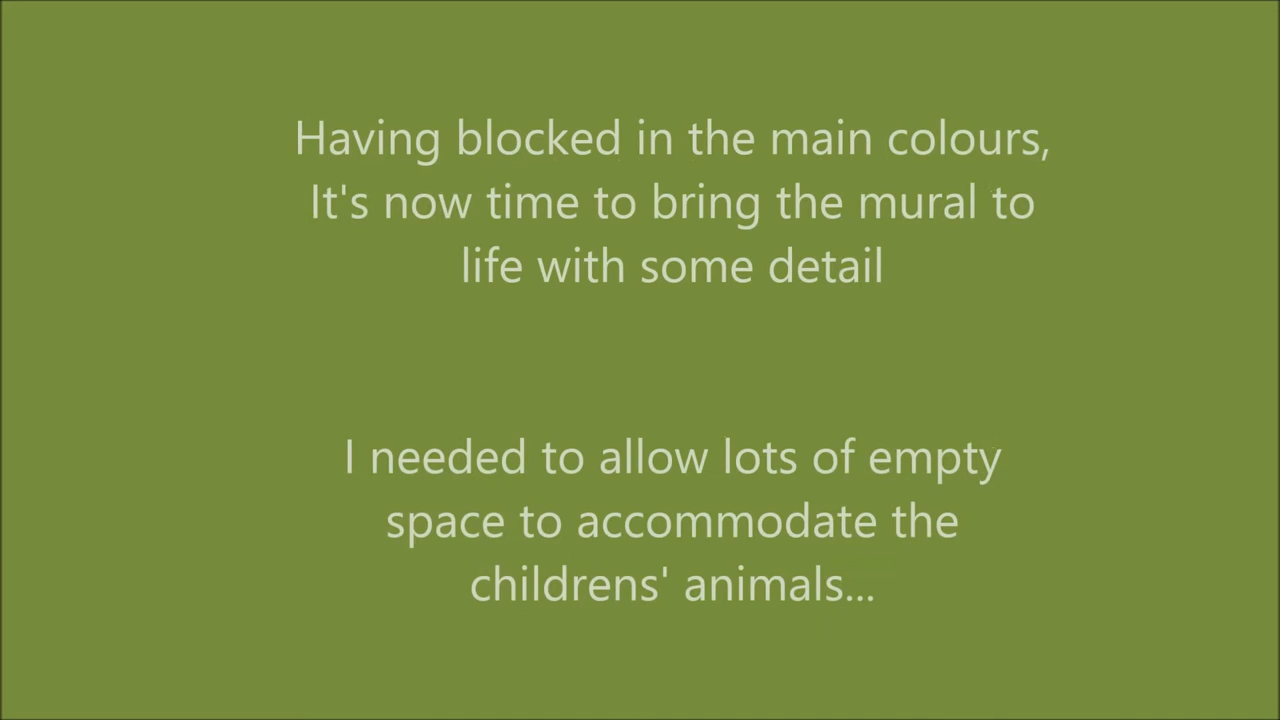 Having blocked in the main colours,
It's now time to bring the mural to
life with some detail
I needed to allow lots of empty
space to accommodate the
childrens' animals...